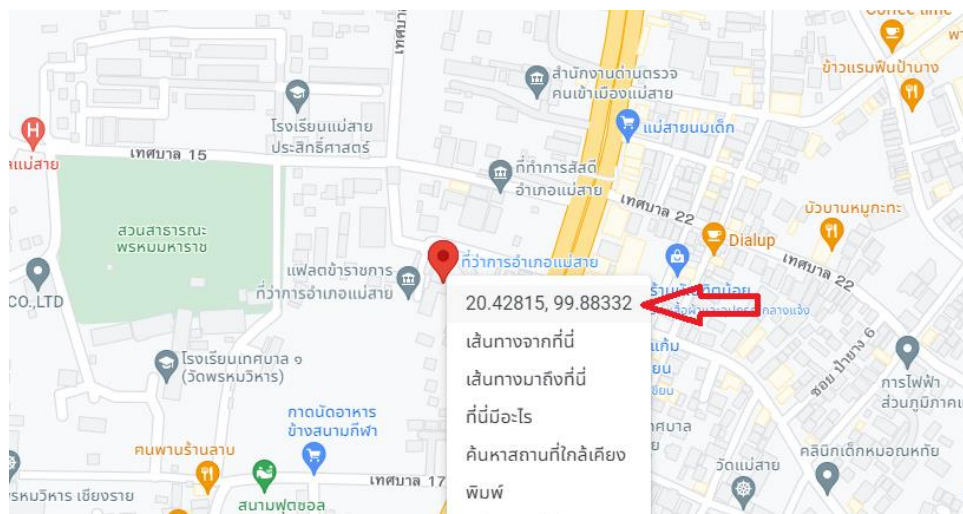 Coffee time
เทศบาล
สำนักงานด่านตรวจ
คนเข้าเมืองแม่สาย
ข้าวแรมฟืนป้านาง
โรงเรียนแม่สาย
ประสิทธิ์ศาสตร์
แม่สายนมเด็ก
H
เทศบาล 15
ที่ทำการสัสดี
อำเภอแม่สาย
เทศบาล 22
บัวบานหมูกะทะ
สวนสาธารณะ
พรหมมหาราช
Dialup
ที่ว่าการอำเภอแม่สาย
แฟลตข้าราชการ
ที่ว่าการอำเภอแม่สาย
เทศบาล 22
CO.,LTD
20.42815, 99.88332
เส้นทางจากที่นี่
เส้นทางมาถึงที่นี่
ที่นี่มีอะไร
ค้นหาสถานที่ใกล้เคียง
พิมพ์
โรงเรียนเทศบาล ๑
(วัดพรหมวิหาร)
ซอย ป่ายาง 6
การไฟฟ้า
กาดนัดอาหาร
ข้างสนามกีฬา
คนพานร้านลาบ
เทศบาล 17
วัดแม่สาย
คลินิกเด็กหมอณหทัย
สนามฟุตซอล